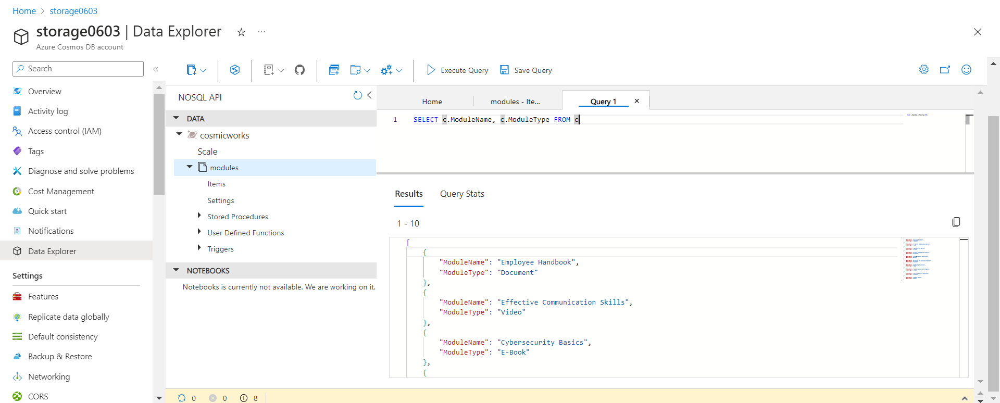 Home > storage0603
storage0603 | Data Explorer
Azure Cosmos DB account
Search
Overview
Activity log
Access control (IAM)
Tags
Diagnose and solve problems
Cost Management
Quick start
Notifications
Data Explorer
Settings
Features
Replicate data globally
Default consistency
Backup & Restore
Networking
CORS
Execute Query
Save Query
NOSQL API
DATA
cosmicworks
Scale
modules
Items
Settings
Stored Procedures
User Defined Functions
Triggers
NOTEBOOKS
Notebooks is currently not available. We are working on it.
Home
modules - Ite...
Query 1
1 SELECT c.ModuleName, c.ModuleType FROM c
Results
Query Stats
1 - 10
[
{
"ModuleName": "Employee Handbook",
"ModuleType": "Document"
},
{
"ModuleName": "Effective Communication Skills",
"ModuleType": "Video"
},
{
"ModuleName": "Cybersecurity Basics",
"ModuleType": "E-Book"
},
{
0 0 8